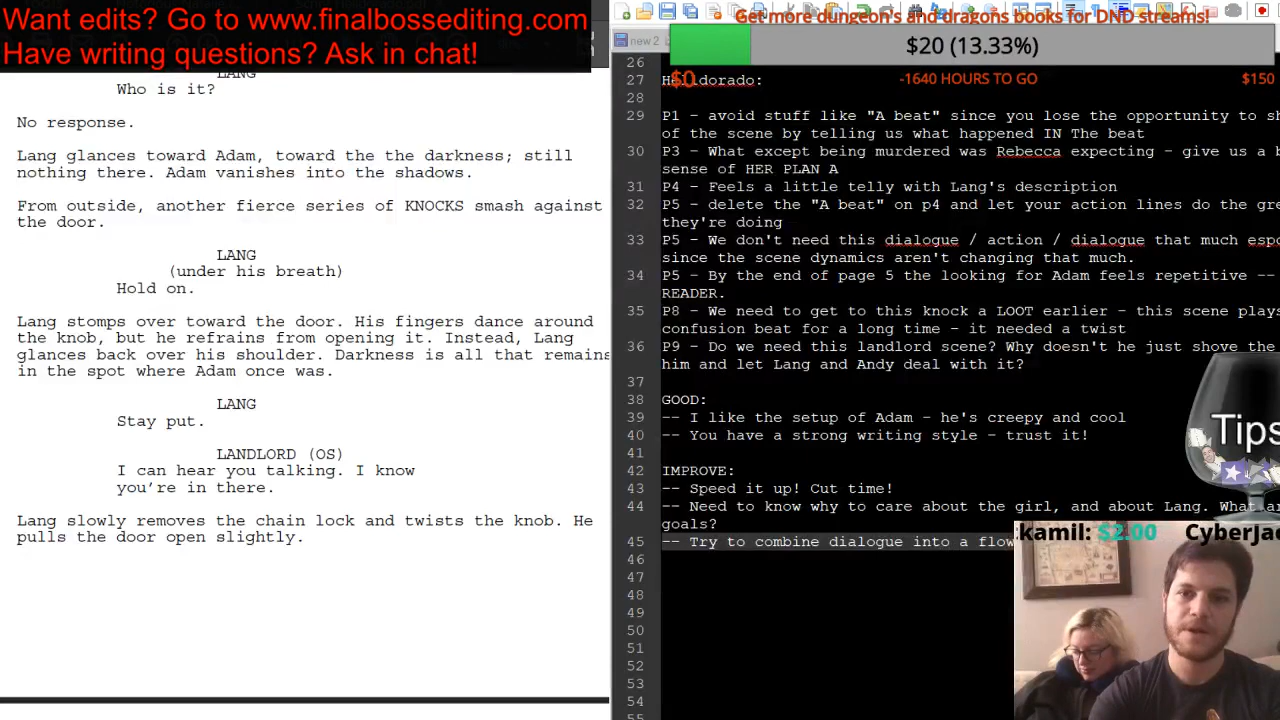 Want edits? Go to www.finalbossediting.com
Have writing questions? Ask in chat!
LANG
Who is it?
No response.
Lang glances toward Adam, toward the the darkness; still
nothing there. Adam vanishes into the shadows.
From outside, another fierce series of KNOCKS smash against
the door.
LANG
(under his breath)
Hold on.
Lang stomps over toward the door. His fingers dance around
the knob, but he refrains from opening it. Instead, Lang
glances back over his shoulder. Darkness is all that remains
in the spot where Adam once was.
LANG
Stay put.
LANDLORD (OS)
I can hear you talking. I know
you're in there.
Lang slowly removes the chain lock and twists the knob. He
pulls the door open slightly.
Get more dungeon's and dragons books for DND streams!
new 2
$20 (13.33%)
$0
-1640 HOURS TO GO
$150
26
27 ldorado:
28
29 P1 - avoid stuff like "A beat" since you lose the opportunity to
of the scene by telling us what happened IN The beat
30 P3 - What except being murdered was Rebecca expecting - give us a
sense of HER PLAN A
31 P4 - Feels a little telly with Lang's description
32 P5 - delete the "A beat" on p4 and let your action lines do the
they're doing
33 P5 - We don't need this dialogue / action / dialogue that much
since the scene dynamics aren't changing that much.
34 P5 - By the end of page 5 the looking for Adam feels repetitive --
READER.
35 P8 - We need to get to this knock a LOOT earlier - this scene plays
confusion beat for a long time - it needed a twist
36 P9 - Do we need this landlord scene? Why doesn't he just shove the
him and let Lang and Andy deal with it?
37
38 GOOD:
39 -- I like the setup of Adam - he's creepy and cool
40 -- You have a strong writing style - trust it!
41
42 IMPROVE:
43 -- Speed it up! Cut time!
44 -- Need to know why to care about the girl, and about Lang. What
goals?
45 -- Try to combine dialogue into a
46
47
48
49
50
51
52
53
54
55
Tips
kamil: $2.00 CyberJa